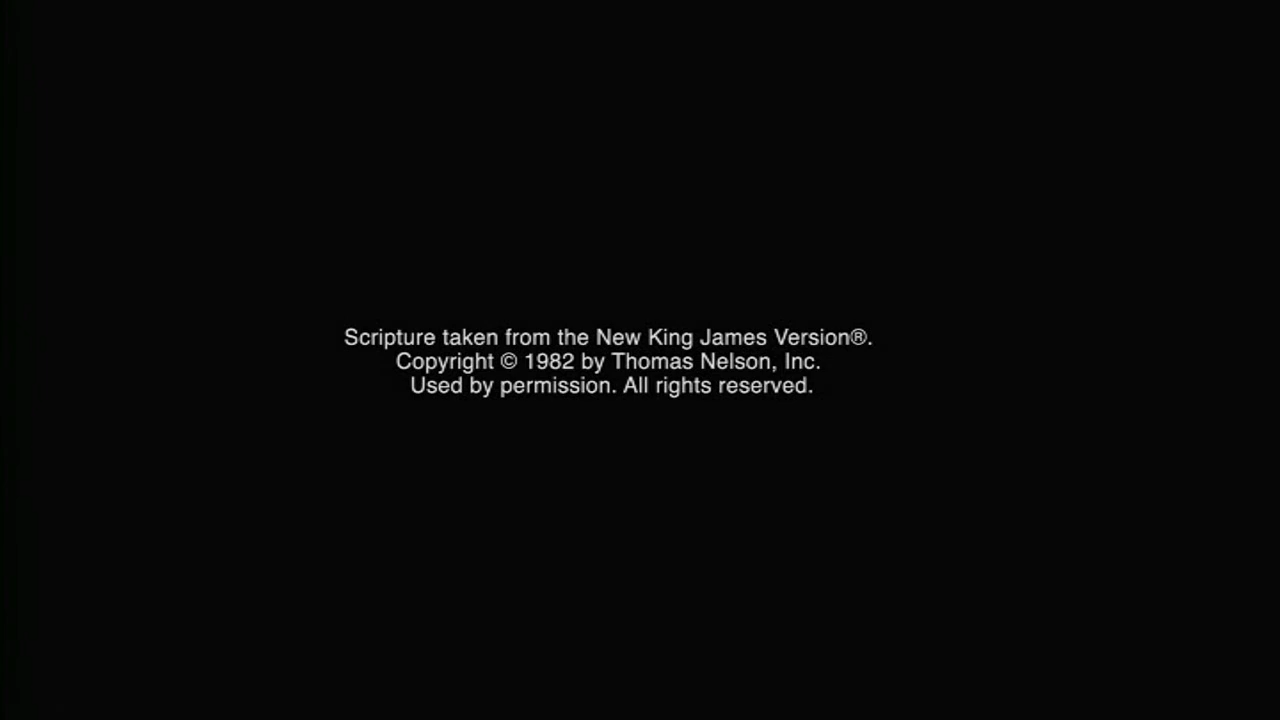 Scripture taken from the New King James Version®.
Copyright © 1982 by Thomas Nelson, Inc.
Used by permission. All rights reserved.